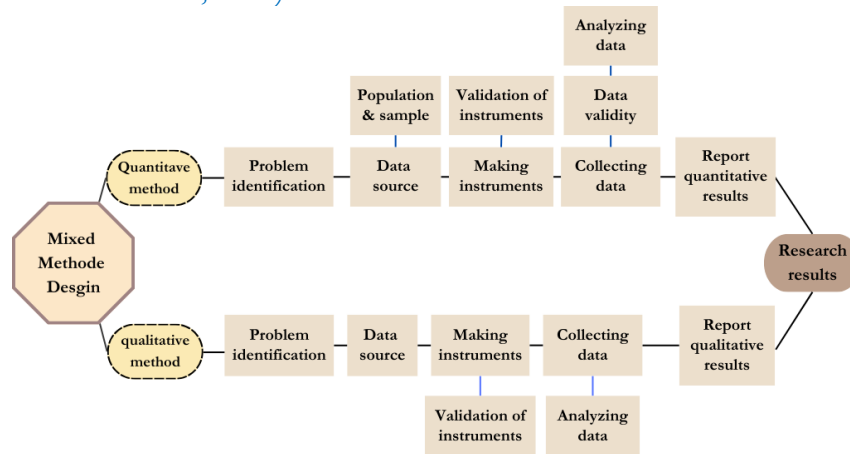 Analyzing
data
Population
& sample
Validation of
instruments
Data
validity
Quantitave
method
Problem
identification
Data
source
Making
instruments
Collecting
data
Report
quantitative
results
Mixed
Methode
Desgin
Research
results
qualitative
method
Problem
identification
Data
source
Making
instruments
Collecting
data
Report
qualitative
results
Validation of
instruments
Analyzing
data